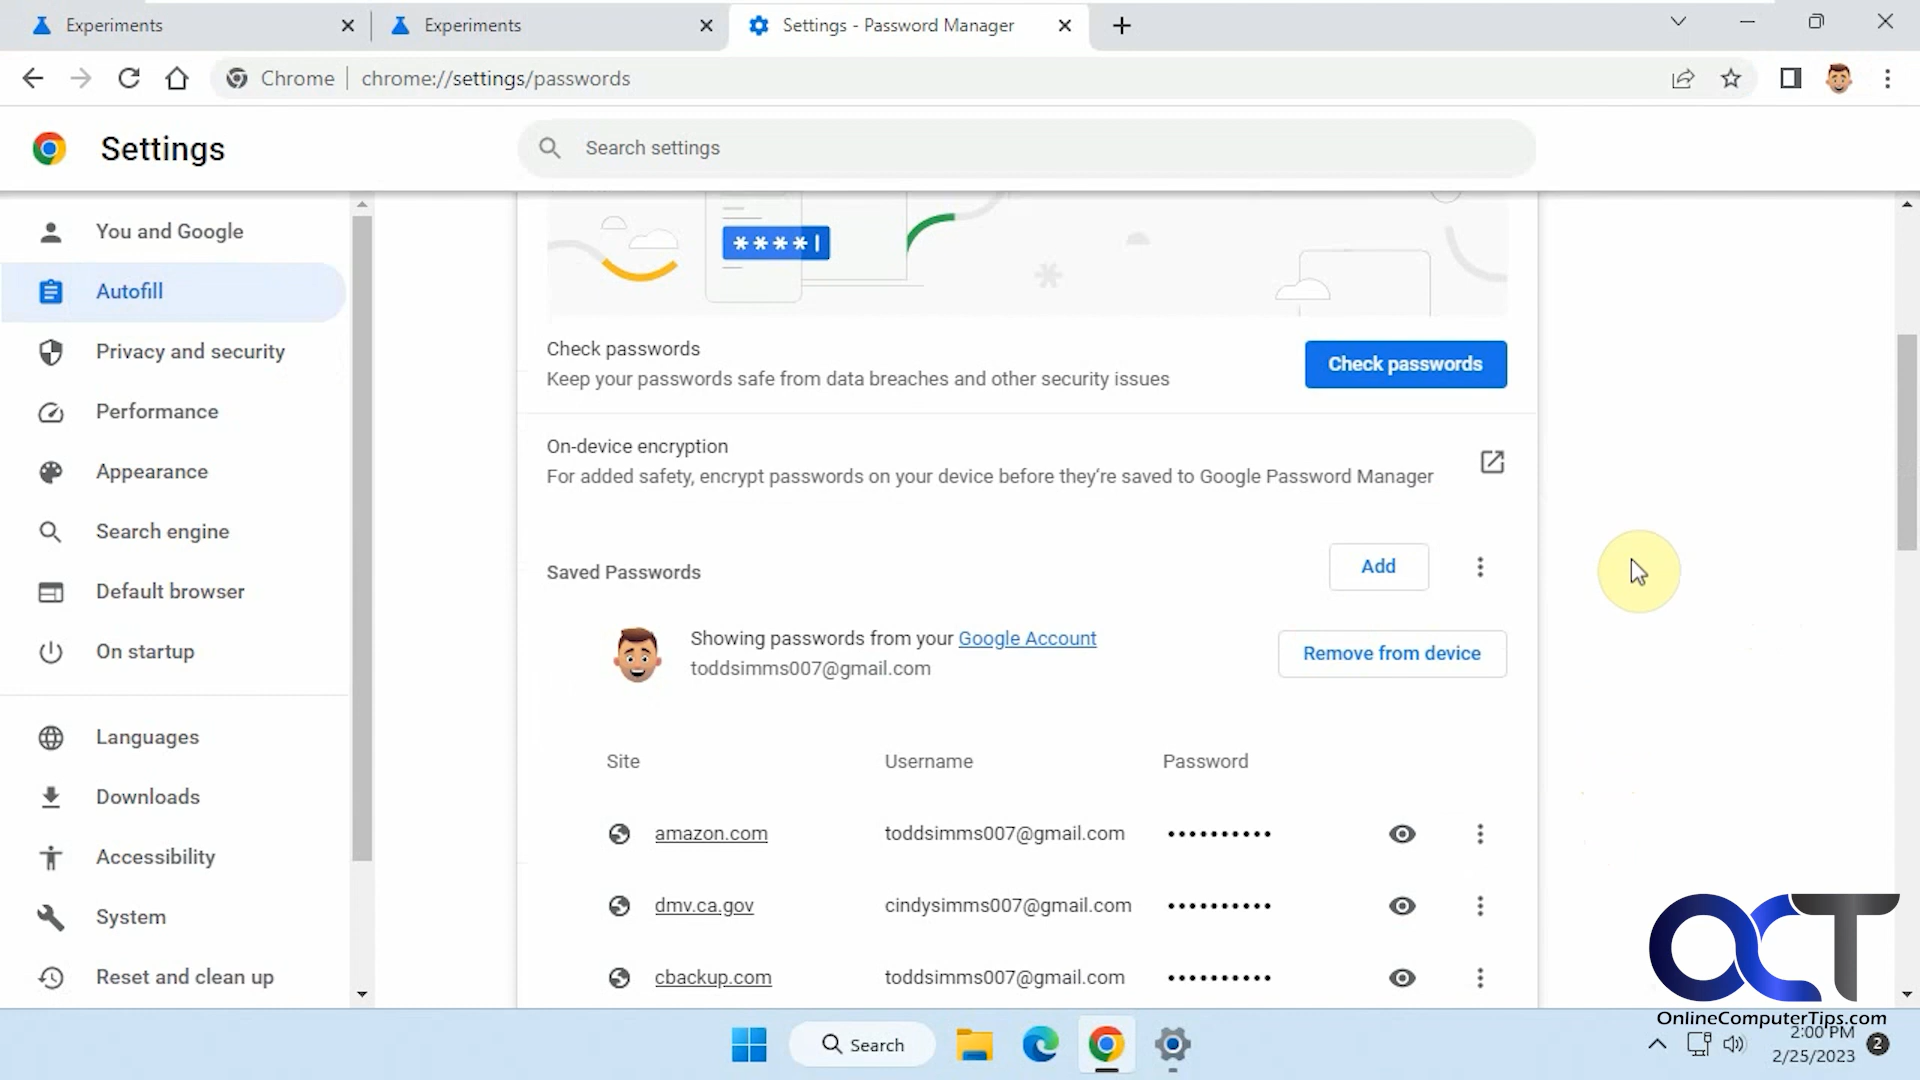 Experiments
Experiments
Settings - Password Manager
Chrome
chrome://settings/passwords
Settings
Search settings
You and Google
Autofill
Privacy and security
Performance
Appearance
Search engine
Default browser
On startup
Languages
Downloads
Accessibility
System
Reset and clean up
****|
Check passwords
Keep your passwords safe from data breaches and other security issues
Check passwords
On-device encryption
For added safety, encrypt passwords on your device before they're saved to Google Password Manager
Saved Passwords
Add
Showing passwords from your Google Account
toddsimms007@gmail.com
Remove from device
Site Username Password
amazon.com toddsimms007@gmail.com ••••••••••
dmv.ca.gov cindysimms007@gmail.com ••••••••••
cbackup.com toddsimms007@gmail.com ••••••••••
OCT
OnlineComputerTips.com
Search
2:00 PM
2/25/2023
2